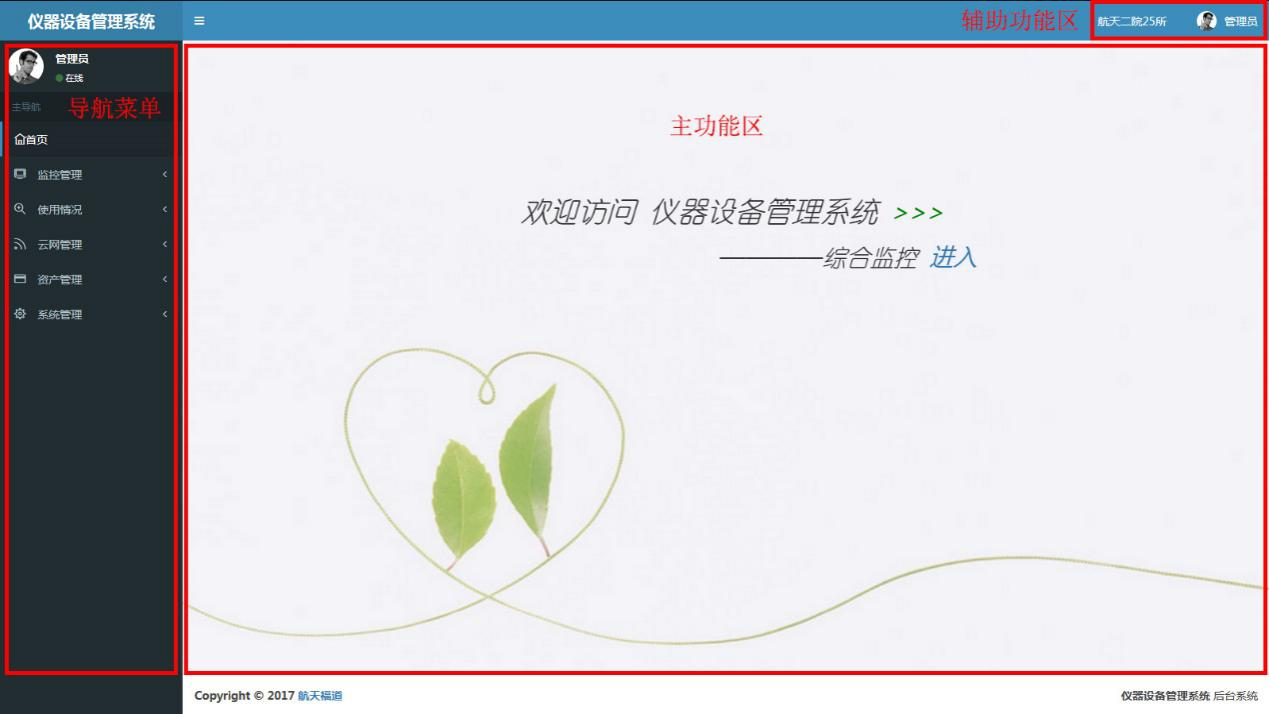 仪器设备管理系统
辅助功能区
航天二院25所
管理员
管理员
在线
主导航
导航菜单
首页
监控管理
使用情况
云网管理
资产管理
系统管理
主功能区
欢迎访问 仪器设备管理系统 >>>
————综合监控 进入
Copyright © 2017 航天福道
仪器设备管理系统 后台系统